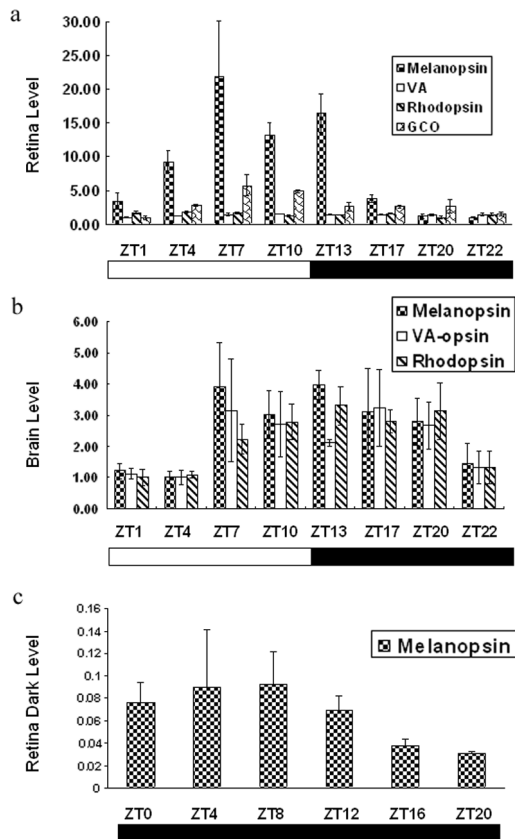 a
30.00
25.00
20.00
15.00
10.00
5.00
0.00
Retina Level
Melanopsin
VA
Rhodopsin
GCO
ZT1 ZT4 ZT7 ZT10 ZT13 ZT17 ZT20 ZT22
b
6.00
5.00
4.00
3.00
2.00
1.00
0.00
Brain Level
Melanopsin
VA-opsin
Rhodopsin
ZT1 ZT4 ZT7 ZT10 ZT13 ZT17 ZT20 ZT22
c
0.16
0.14
0.12
0.1
0.08
0.06
0.04
0.02
0
Retina Dark Level
Melanopsin
ZT0 ZT4 ZT8 ZT12 ZT16 ZT20